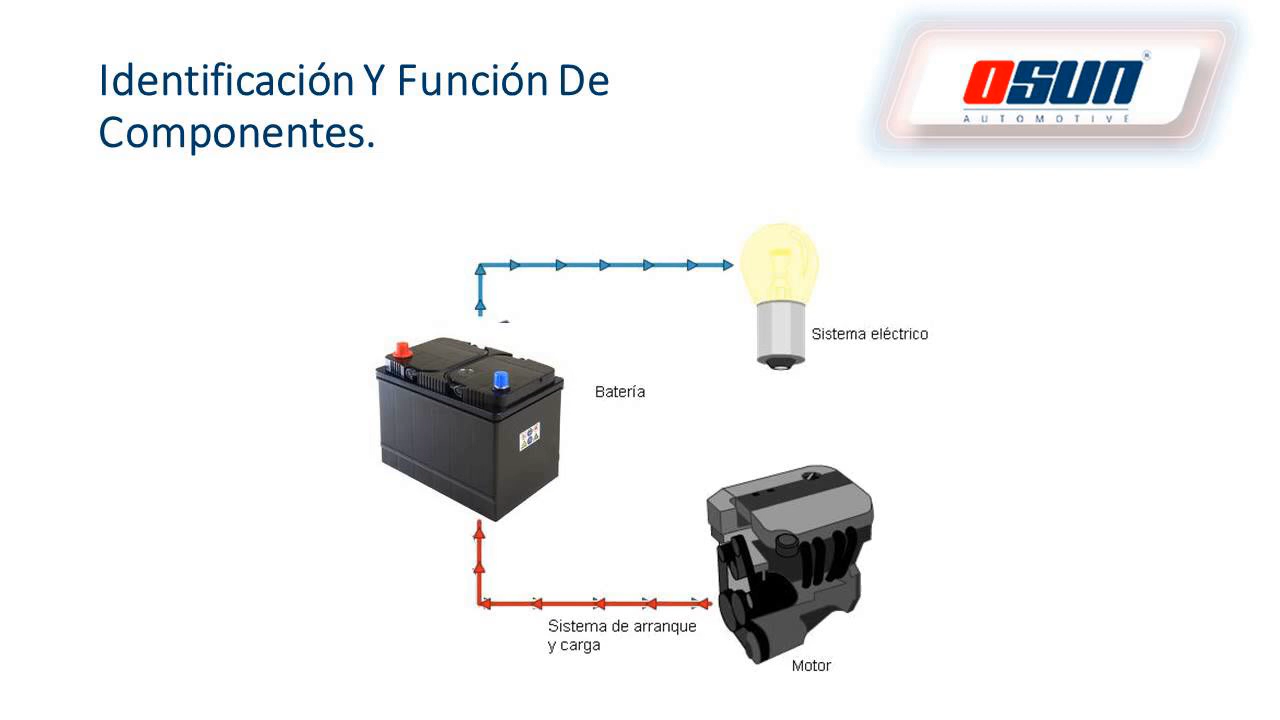 Identificación Y Función De
Componentes.
OSUN®
AUTOMOTIVE
Sistema eléctrico
Batería
Sistema de arranque
y carga
Motor